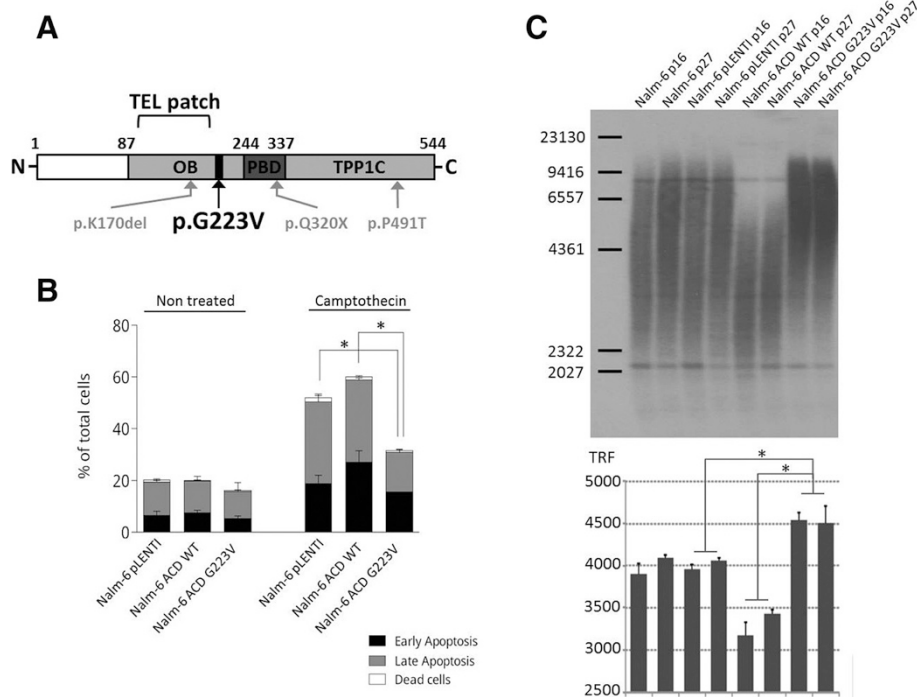 A
TEL patch
1 87 244 337 544
N OB PBD TPP1C C
p.K170del p.G223V p.Q320X p.P491T
B
Non treated Camptothecin
* *
% of total cells
80
60
40
20
0
Nalm-6 pLENTI
Nalm-6 ACD WT
Nalm-6 ACD G223V
Nalm-6 pLENTI
Nalm-6 ACD WT
Nalm-6 ACD G223V
Early Apoptosis
Late Apoptosis
Dead cells
C
Nalm-6 p16
Nalm-6 p27
Nalm-6 pLENTI p16
Nalm-6 pLENTI p27
Nalm-6 ACD WT p16
Nalm-6 ACD WT p27
Nalm-6 ACD G223V p16
Nalm-6 ACD G223V p27
23130
9416
6557
4361
2322
2027
TRF
* *
5000
4500
4000
3500
3000
2500